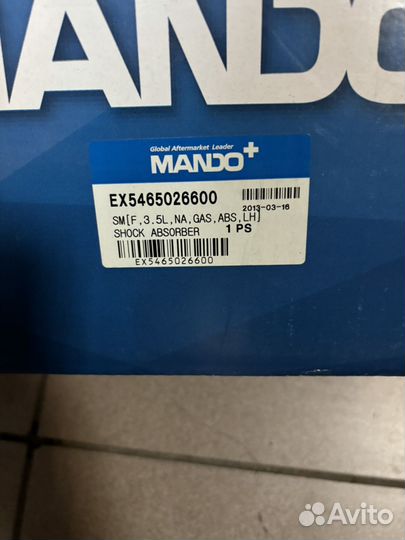 MANDO
Global Aftermarket Leader
MANDO+
EX5465026600
2013-03-16
SM[F,3.5L,NA,GAS,ABS,LH]
SHOCK ABSORBER 1 PS
EX5465026600
Avito